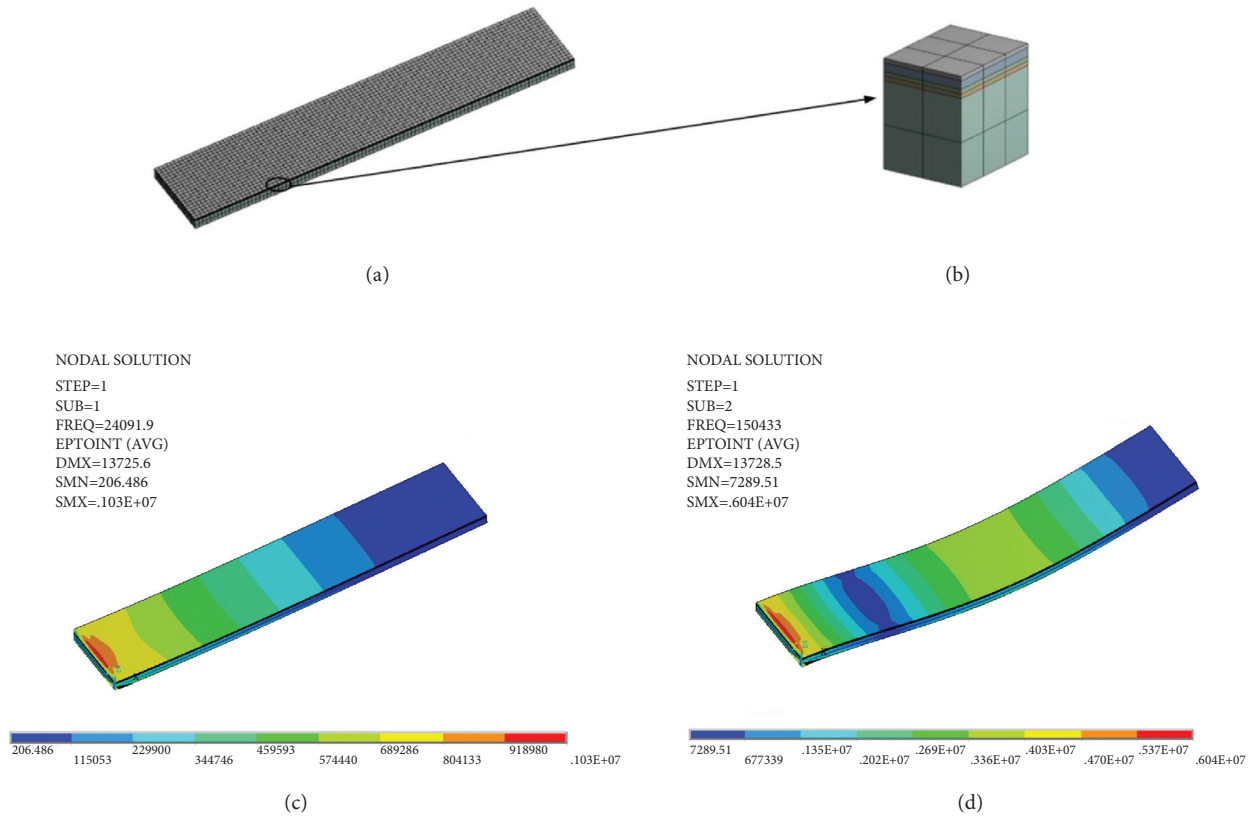 (a)
(b)
NODAL SOLUTION
STEP=1
SUB=1
FREQ=24091.9
EPTOINT (AVG)
DMX=13725.6
SMN=206.486
SMX=.103E+07
206.486 229900 459593 689286 918980
115053 344746 574440 804133 .103E+07
(c)
NODAL SOLUTION
STEP=1
SUB=2
FREQ=150433
EPTOINT (AVG)
DMX=13728.5
SMN=7289.51
SMX=.604E+07
7289.51 .135E+07 .269E+07 .403E+07 .537E+07
677339 .202E+07 .336E+07 .470E+07 .604E+07
(d)